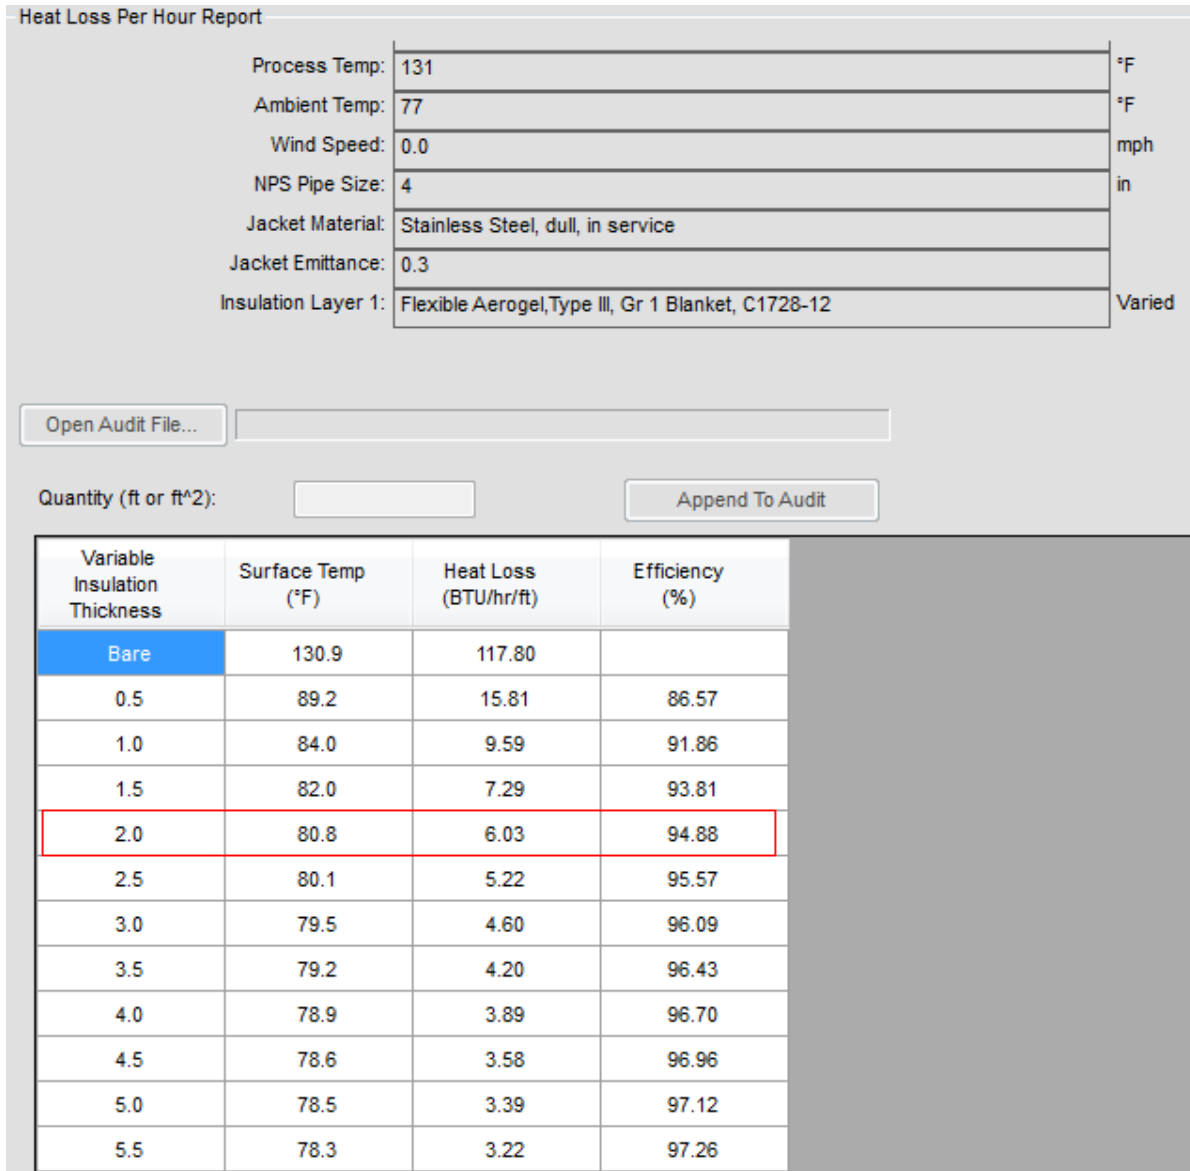 Heat Loss Per Hour Report
Process Temp: 131 °F
Ambient Temp: 77 °F
Wind Speed: 0.0 mph
NPS Pipe Size: 4 in
Jacket Material: Stainless Steel, dull, in service
Jacket Emittance: 0.3
Insulation Layer 1: Flexible Aerogel,Type III, Gr 1 Blanket, C1728-12 Varied
Open Audit File...
Quantity (ft or ft^2): Append To Audit
Variable Insulation Thickness Surface Temp (°F) Heat Loss (BTU/hr/ft) Efficiency (%)
Bare 130.9 117.80
0.5 89.2 15.81 86.57
1.0 84.0 9.59 91.86
1.5 82.0 7.29 93.81
2.0 80.8 6.03 94.88
2.5 80.1 5.22 95.57
3.0 79.5 4.60 96.09
3.5 79.2 4.20 96.43
4.0 78.9 3.89 96.70
4.5 78.6 3.58 96.96
5.0 78.5 3.39 97.12
5.5 78.3 3.22 97.26